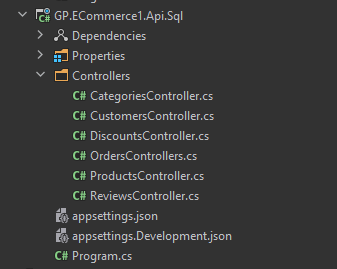 GP.ECommerce1.Api.Sql
Dependencies
Properties
Controllers
C# CategoriesController.cs
C# CustomersController.cs
C# DiscountsController.cs
C# OrdersControllers.cs
C# ProductsController.cs
C# ReviewsController.cs
appsettings.json
appsettings.Development.json
C# Program.cs